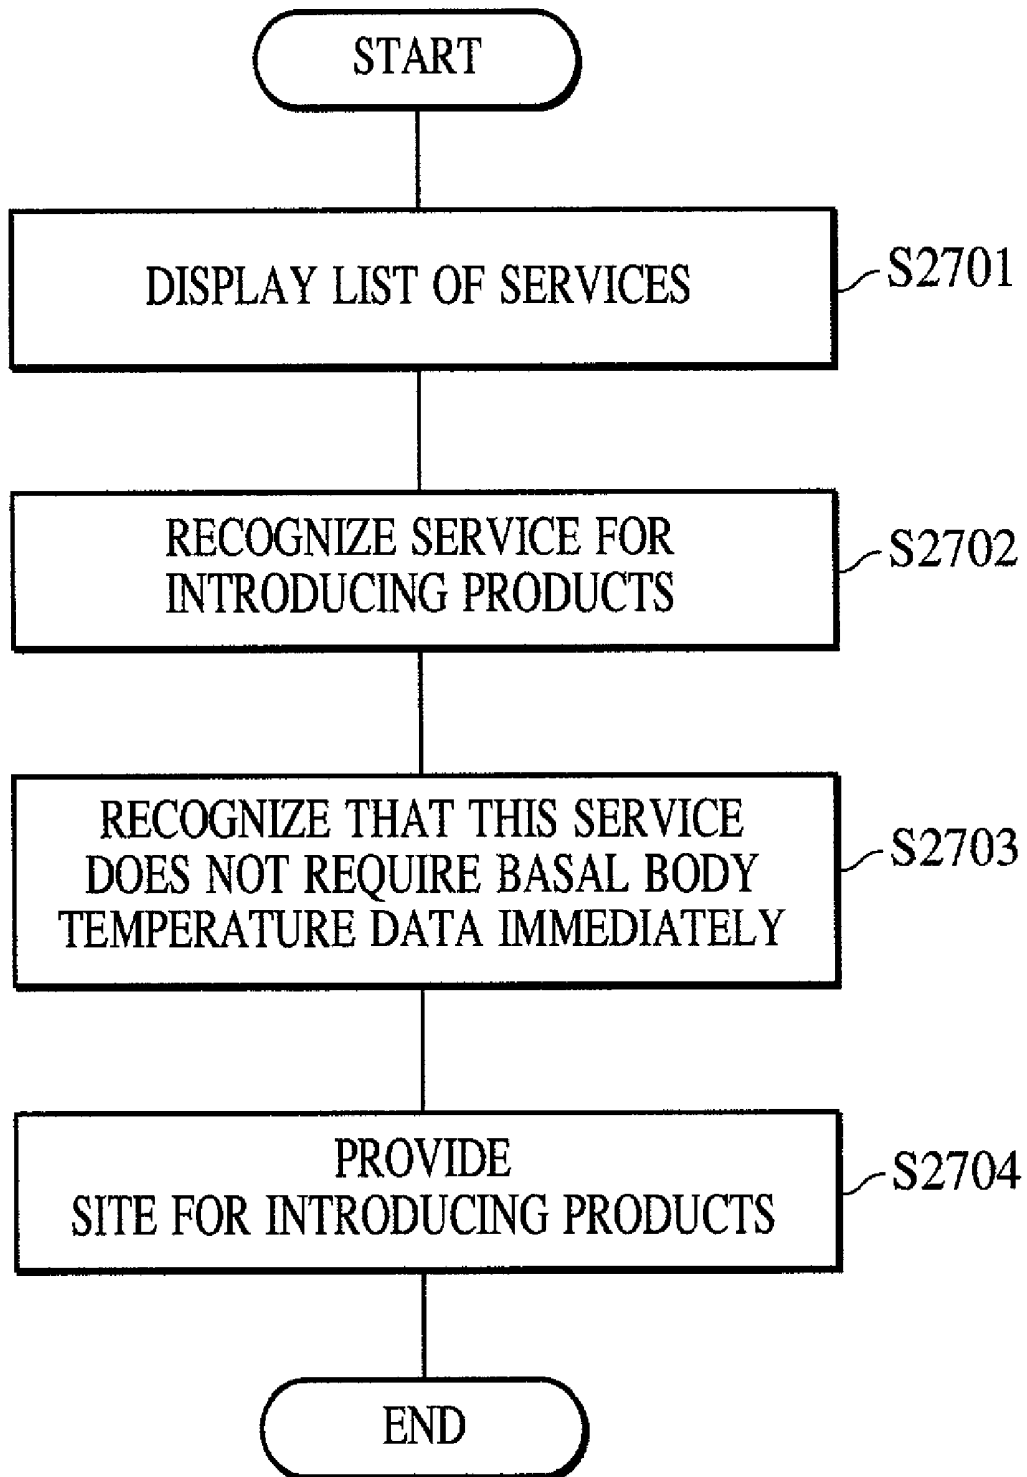 START
DISPLAY LIST OF SERVICES
S2701
RECOGNIZE SERVICE FOR
INTRODUCING PRODUCTS
S2702
RECOGNIZE THAT THIS SERVICE
DOES NOT REQUIRE BASAL BODY
TEMPERATURE DATA IMMEDIATELY
S2703
PROVIDE
SITE FOR INTRODUCING PRODUCTS
S2704
END